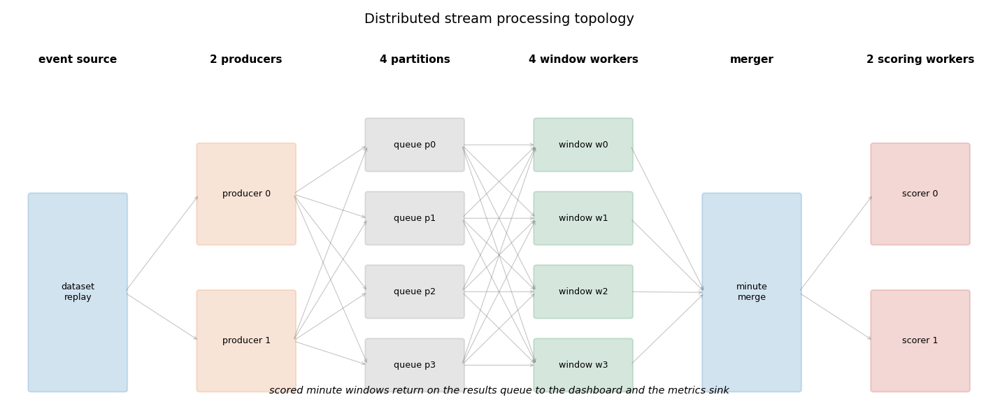 Distributed stream processing topology
event source
2 producers
4 partitions
4 window workers
merger
2 scoring workers
dataset
replay
producer 0
producer 1
queue p0
queue p1
queue p2
queue p3
window w0
window w1
window w2
window w3
minute
merge
scorer 0
scorer 1
scored minute windows return on the results queue to the dashboard and the metrics sink